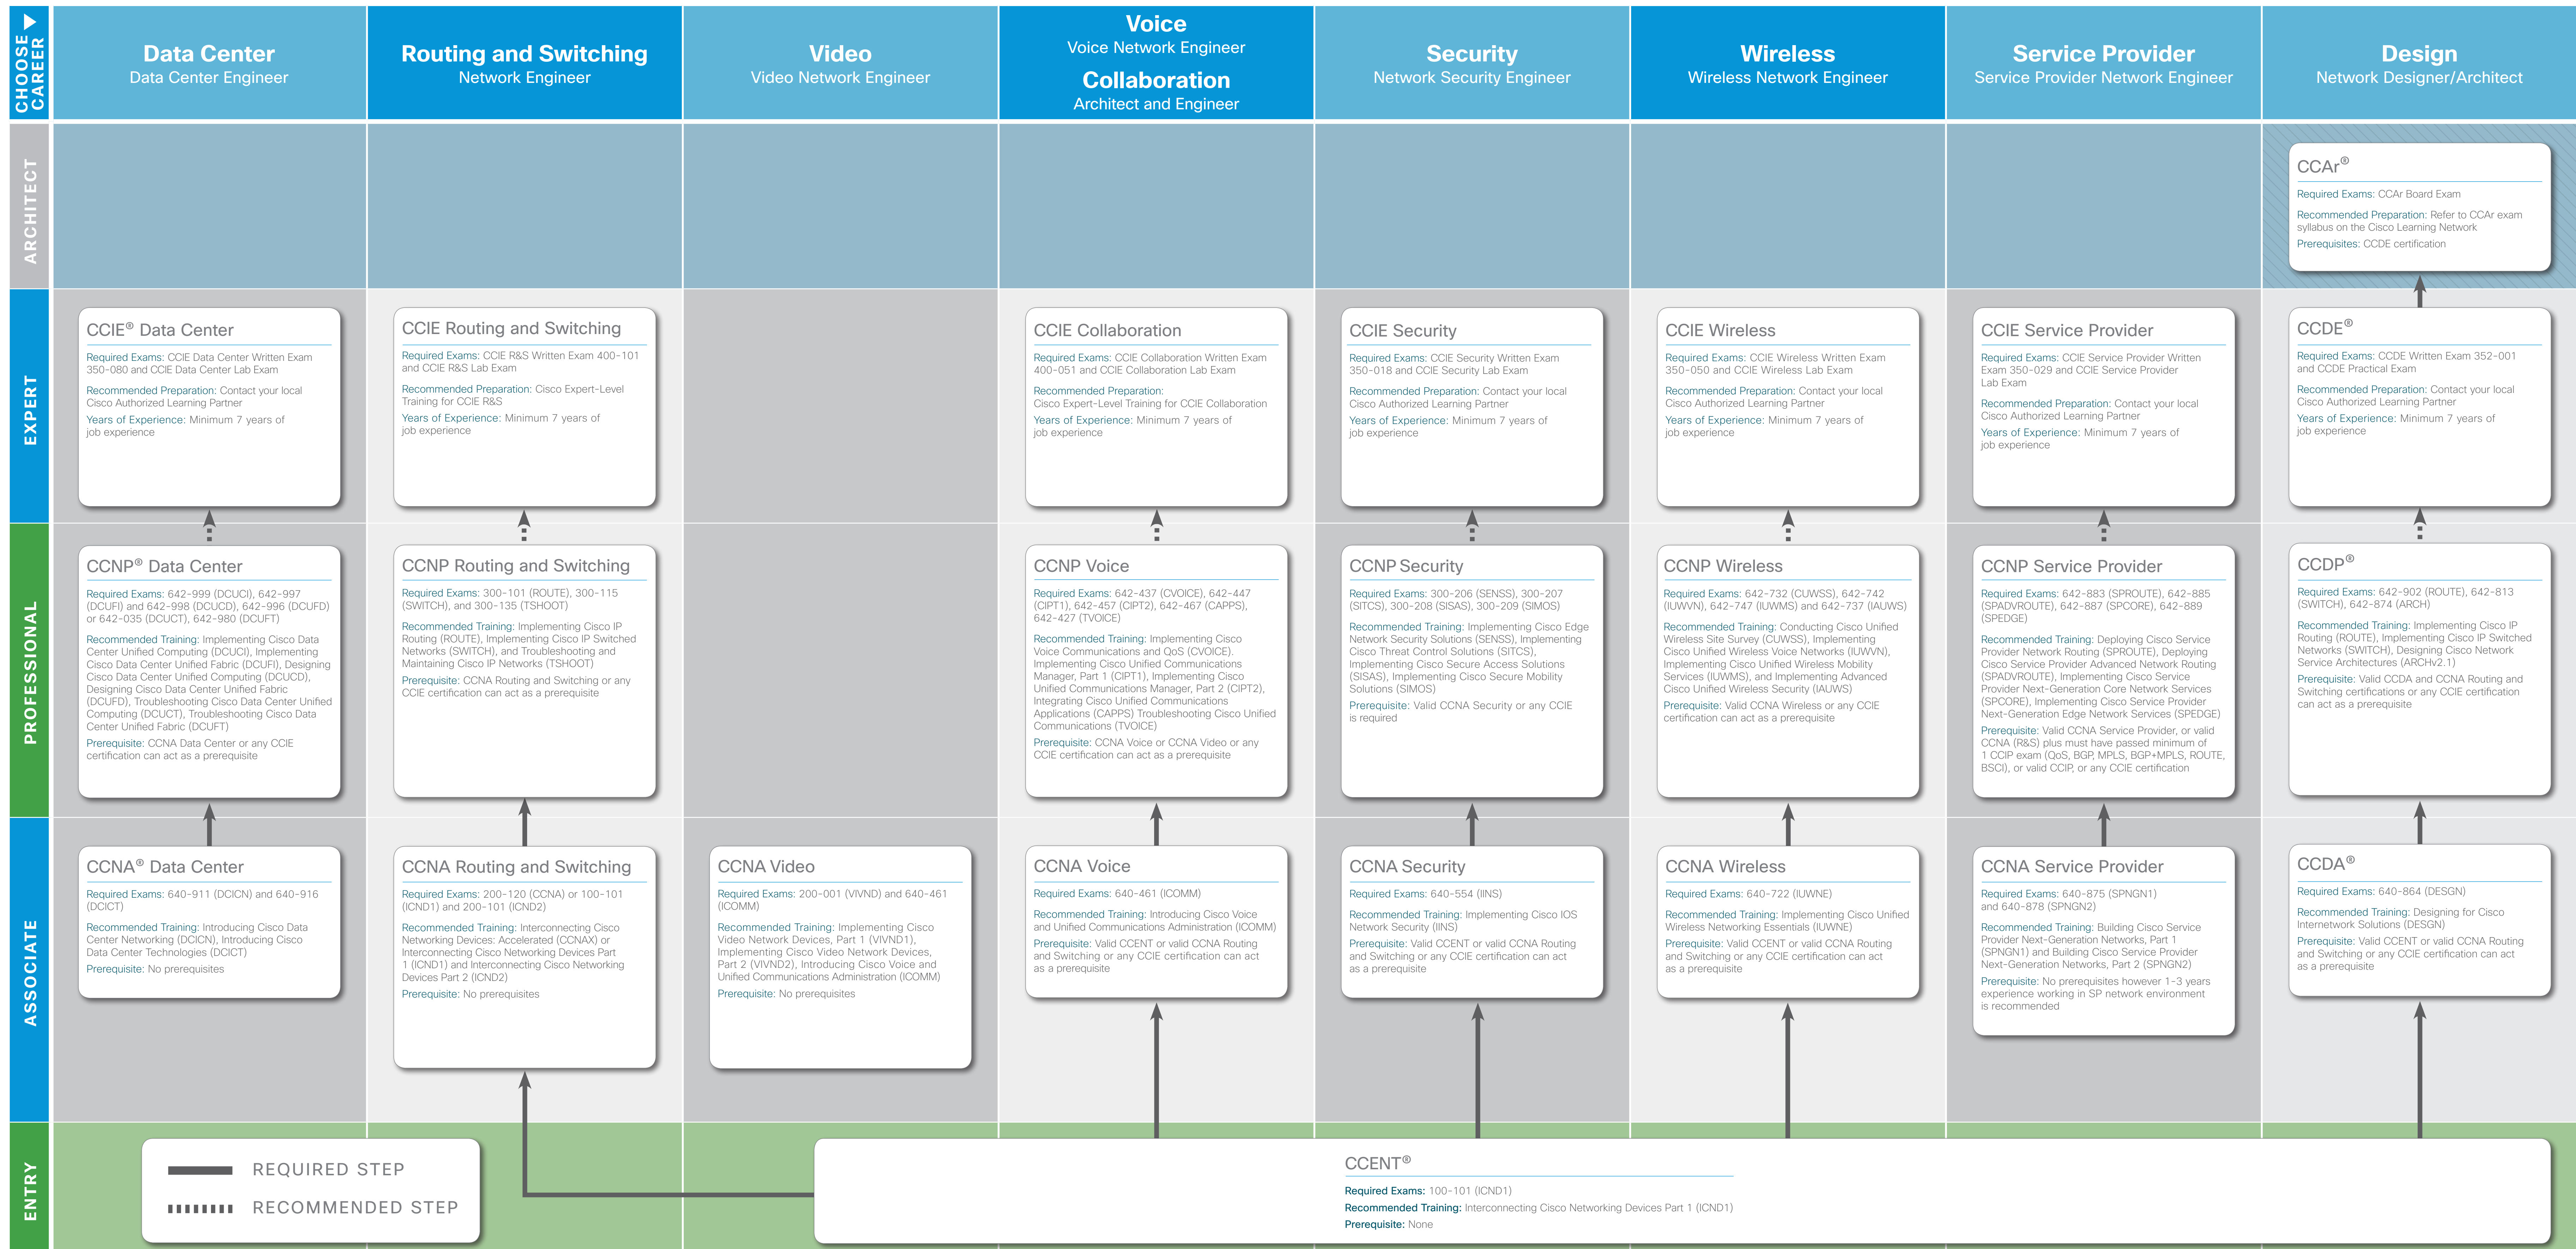 CHOOSE
CAREER
Data Center
Data Center Engineer
Routing and Switching
Network Engineer
Video
Video Network Engineer
Voice
Voice Network Engineer
Collaboration
Architect and Engineer
Security
Network Security Engineer
Wireless
Wireless Network Engineer
Service Provider
Service Provider Network Engineer
Design
Network Designer/Architect
ARCHITECT
CCAr®
Required Exams: CCAr Board Exam
Recommended Preparation: Refer to CCAr exam
syllabus on the Cisco Learning Network
Prerequisites: CCDE certification
EXPERT
CCIE® Data Center
Required Exams: CCIE Data Center Written Exam
350-080 and CCIE Data Center Lab Exam
Recommended Preparation: Contact your local
Cisco Authorized Learning Partner
Years of Experience: Minimum 7 years of
job experience
CCIE Routing and Switching
Required Exams: CCIE R&S Written Exam 400-101
and CCIE R&S Lab Exam
Recommended Preparation: Cisco Expert-Level
Training for CCIE R&S
Years of Experience: Minimum 7 years of
job experience
CCIE Collaboration
Required Exams: CCIE Collaboration Written Exam
400-051 and CCIE Collaboration Lab Exam
Recommended Preparation:
Cisco Expert-Level Training for CCIE Collaboration
Years of Experience: Minimum 7 years of
job experience
CCIE Security
Required Exams: CCIE Security Written Exam
350-018 and CCIE Security Lab Exam
Recommended Preparation: Contact your local
Cisco Authorized Learning Partner
Years of Experience: Minimum 7 years of
job experience
CCIE Wireless
Required Exams: CCIE Wireless Written Exam
350-050 and CCIE Wireless Lab Exam
Recommended Preparation: Contact your local
Cisco Authorized Learning Partner
Years of Experience: Minimum 7 years of
job experience
CCIE Service Provider
Required Exams: CCIE Service Provider Written
Exam 350-029 and CCIE Service Provider
Lab Exam
Recommended Preparation: Contact your local
Cisco Authorized Learning Partner
Years of Experience: Minimum 7 years of
job experience
CCDE®
Required Exams: CCDE Written Exam 352-001
and CCDE Practical Exam
Recommended Preparation: Contact your local
Cisco Authorized Learning Partner
Years of Experience: Minimum 7 years of
job experience
PROFESSIONAL
CCNP® Data Center
Required Exams: 642-999 (DCUCI), 642-997
(DCUFI) and 642-998 (DCUCD), 642-996 (DCUFD)
or 642-035 (DCUCT), 642-980 (DCUFT)
Recommended Training: Implementing Cisco Data
Center Unified Computing (DCUCI), Implementing
Cisco Data Center Unified Fabric (DCUFI), Designing
Cisco Data Center Unified Computing (DCUCD),
Designing Cisco Data Center Unified Fabric
(DCUFD), Troubleshooting Cisco Data Center Unified
Computing (DCUCT), Troubleshooting Cisco Data
Center Unified Fabric (DCUFT)
Prerequisite: CCNA Data Center or any CCIE
certification can act as a prerequisite
CCNP Routing and Switching
Required Exams: 300-101 (ROUTE), 300-115
(SWITCH), and 300-135 (TSHOOT)
Recommended Training: Implementing Cisco IP
Routing (ROUTE), Implementing Cisco IP Switched
Networks (SWITCH), and Troubleshooting and
Maintaining Cisco IP Networks (TSHOOT)
Prerequisite: CCNA Routing and Switching or any
CCIE certification can act as a prerequisite
CCNP Voice
Required Exams: 642-437 (CVOICE), 642-447
(CIPT1), 642-457 (CIPT2), 642-467 (CAPPS),
642-427 (TVOICE)
Recommended Training: Implementing Cisco
Voice Communications and QoS (CVOICE).
Implementing Cisco Unified Communications
Manager, Part 1 (CIPT1), Implementing Cisco
Unified Communications Manager, Part 2 (CIPT2),
Integrating Cisco Unified Communications
Applications (CAPPS) Troubleshooting Cisco Unified
Communications (TVOICE)
Prerequisite: CCNA Voice or CCNA Video or any
CCIE certification can act as a prerequisite
CCNP Security
Required Exams: 300-206 (SENSS), 300-207
(SITCS), 300-208 (SISAS), 300-209 (SIMOS)
Recommended Training: Implementing Cisco Edge
Network Security Solutions (SENSS), Implementing
Cisco Threat Control Solutions (SITCS),
Implementing Cisco Secure Access Solutions
(SISAS), Implementing Cisco Secure Mobility
Solutions (SIMOS)
Prerequisite: Valid CCNA Security or any CCIE
is required
CCNP Wireless
Required Exams: 642-732 (CUWSS), 642-742
(IUWVN), 642-747 (IUWMS) and 642-737 (IAUWS)
Recommended Training: Conducting Cisco Unified
Wireless Site Survey (CUWSS), Implementing
Cisco Unified Wireless Voice Networks (IUWVN),
Implementing Cisco Unified Wireless Mobility
Services (IUWMS), and Implementing Advanced
Cisco Unified Wireless Security (IAUWS)
Prerequisite: Valid CCNA Wireless or any CCIE
certification can act as a prerequisite
CCNP Service Provider
Required Exams: 642-883 (SPROUTE), 642-885
(SPADVROUTE), 642-887 (SPCORE), 642-889
(SPEDGE)
Recommended Training: Deploying Cisco Service
Provider Network Routing (SPROUTE), Deploying
Cisco Service Provider Advanced Network Routing
(SPADVROUTE), Implementing Cisco Service
Provider Next-Generation Core Network Services
(SPCORE), Implementing Cisco Service Provider
Next-Generation Edge Network Services (SPEDGE)
Prerequisite: Valid CCNA Service Provider, or valid
CCNA (R&S) plus must have passed minimum of
1 CCIP exam (QoS, BGP, MPLS, BGP+MPLS, ROUTE,
BSCI), or valid CCIP, or any CCIE certification
CCDP®
Required Exams: 642-902 (ROUTE), 642-813
(SWITCH), 642-874 (ARCH)
Recommended Training: Implementing Cisco IP
Routing (ROUTE), Implementing Cisco IP Switched
Networks (SWITCH), Designing Cisco Network
Service Architectures (ARCHv2.1)
Prerequisite: Valid CCDA and CCNA Routing and
Switching certifications or any CCIE certification
can act as a prerequisite
ASSOCIATE
CCNA® Data Center
Required Exams: 640-911 (DCICN) and 640-916
(DCICT)
Recommended Training: Introducing Cisco Data
Center Networking (DCICN), Introducing Cisco
Data Center Technologies (DCICT)
Prerequisite: No prerequisites
CCNA Routing and Switching
Required Exams: 200-120 (CCNA) or 100-101
(ICND1) and 200-101 (ICND2)
Recommended Training: Interconnecting Cisco
Networking Devices: Accelerated (CCNAX) or
Interconnecting Cisco Networking Devices Part
1 (ICND1) and Interconnecting Cisco Networking
Devices Part 2 (ICND2)
Prerequisite: No prerequisites
CCNA Video
Required Exams: 200-001 (VIVND) and 640-461
(ICOMM)
Recommended Training: Implementing Cisco
Video Network Devices, Part 1 (VIVND1),
Implementing Cisco Video Network Devices,
Part 2 (VIVND2), Introducing Cisco Voice and
Unified Communications Administration (ICOMM)
Prerequisite: No prerequisites
CCNA Voice
Required Exams: 640-461 (ICOMM)
Recommended Training: Introducing Cisco Voice
and Unified Communications Administration (ICOMM)
Prerequisite: Valid CCENT or valid CCNA Routing
and Switching or any CCIE certification can act
as a prerequisite
CCNA Security
Required Exams: 640-554 (IINS)
Recommended Training: Implementing Cisco IOS
Network Security (IINS)
Prerequisite: Valid CCENT or valid CCNA Routing
and Switching or any CCIE certification can act
as a prerequisite
CCNA Wireless
Required Exams: 640-722 (IUWNE)
Recommended Training: Implementing Cisco Unified
Wireless Networking Essentials (IUWNE)
Prerequisite: Valid CCENT or valid CCNA Routing
and Switching or any CCIE certification can act
as a prerequisite
CCNA Service Provider
Required Exams: 640-875 (SPNGN1)
and 640-878 (SPNGN2)
Recommended Training: Building Cisco Service
Provider Next-Generation Networks, Part 1
(SPNGN1) and Building Cisco Service Provider
Next-Generation Networks, Part 2 (SPNGN2)
Prerequisite: No prerequisites however 1-3 years
experience working in SP network environment
is recommended
CCDA®
Required Exams: 640-864 (DESGN)
Recommended Training: Designing for Cisco
Internetwork Solutions (DESGN)
Prerequisite: Valid CCENT or valid CCNA Routing
and Switching or any CCIE certification can act
as a prerequisite
ENTRY
REQUIRED STEP
RECOMMENDED STEP
CCENT®
Required Exams: 100-101 (ICND1)
Recommended Training: Interconnecting Cisco Networking Devices Part 1 (ICND1)
Prerequisite: None